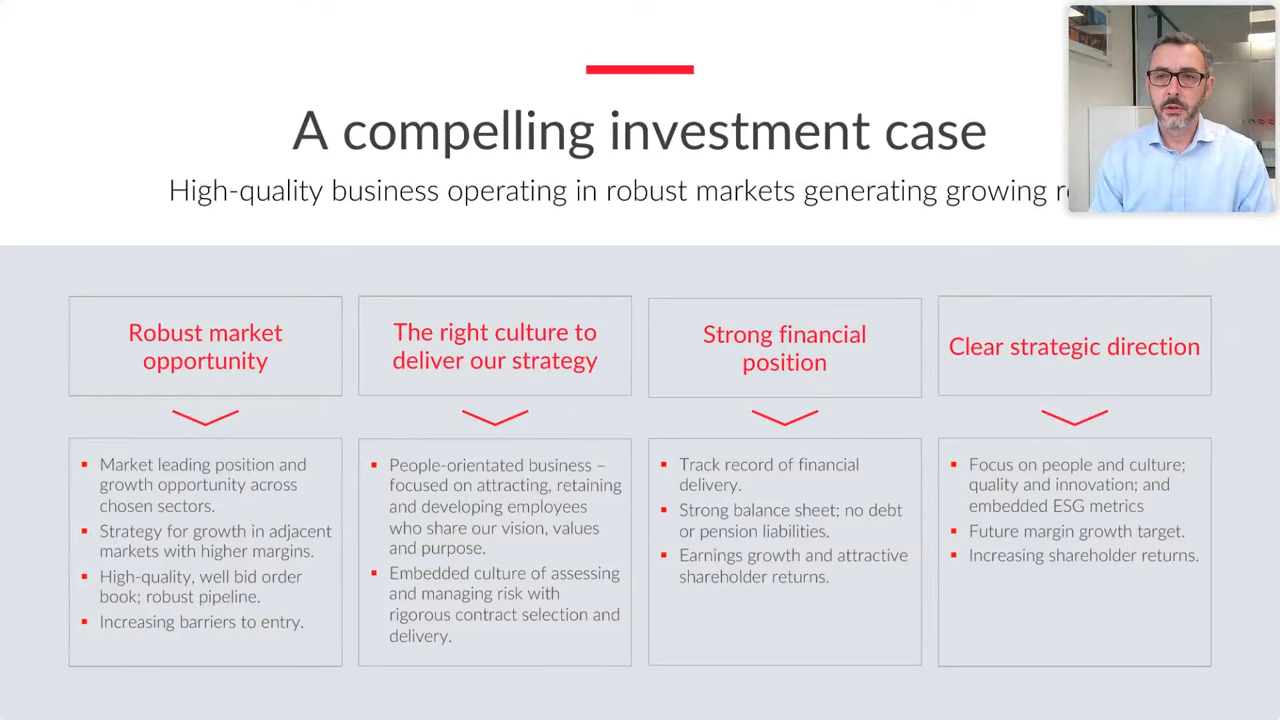 A compelling investment case
High-quality business operating in robust markets generating growing
Robust market
opportunity
Market leading position and
growth opportunity across
chosen sectors.
Strategy for growth in adjacent
markets with higher margins.
High-quality, well bid order
book; robust pipeline.
Increasing barriers to entry.
The right culture to
deliver our strategy
People-orientated business –
focused on attracting, retaining
and developing employees
who share our vision, values
and purpose.
Embedded culture of assessing
and managing risk with
rigorous contract selection and
delivery.
Strong financial
position
Track record of financial
delivery.
Strong balance sheet; no debt
or pension liabilities.
Earnings growth and attractive
shareholder returns.
Clear strategic direction
Focus on people and culture;
quality and innovation; and
embedded ESG metrics
Future margin growth target.
Increasing shareholder returns.